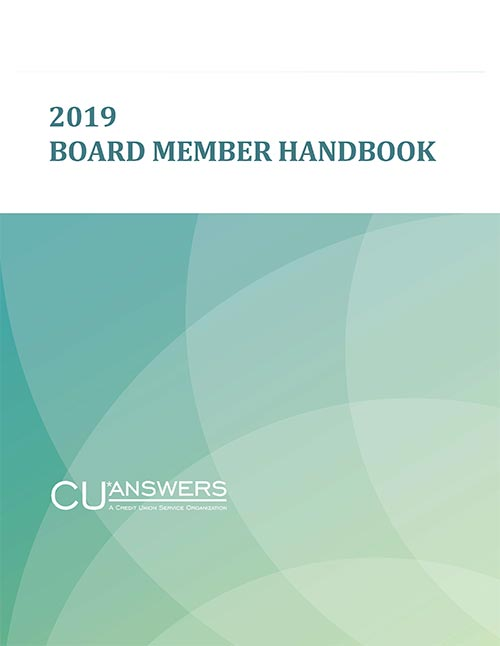 2019
BOARD MEMBER HANDBOOK
CU*ANSWERS
A CREDIT UNION SERVICE ORGANIZATION